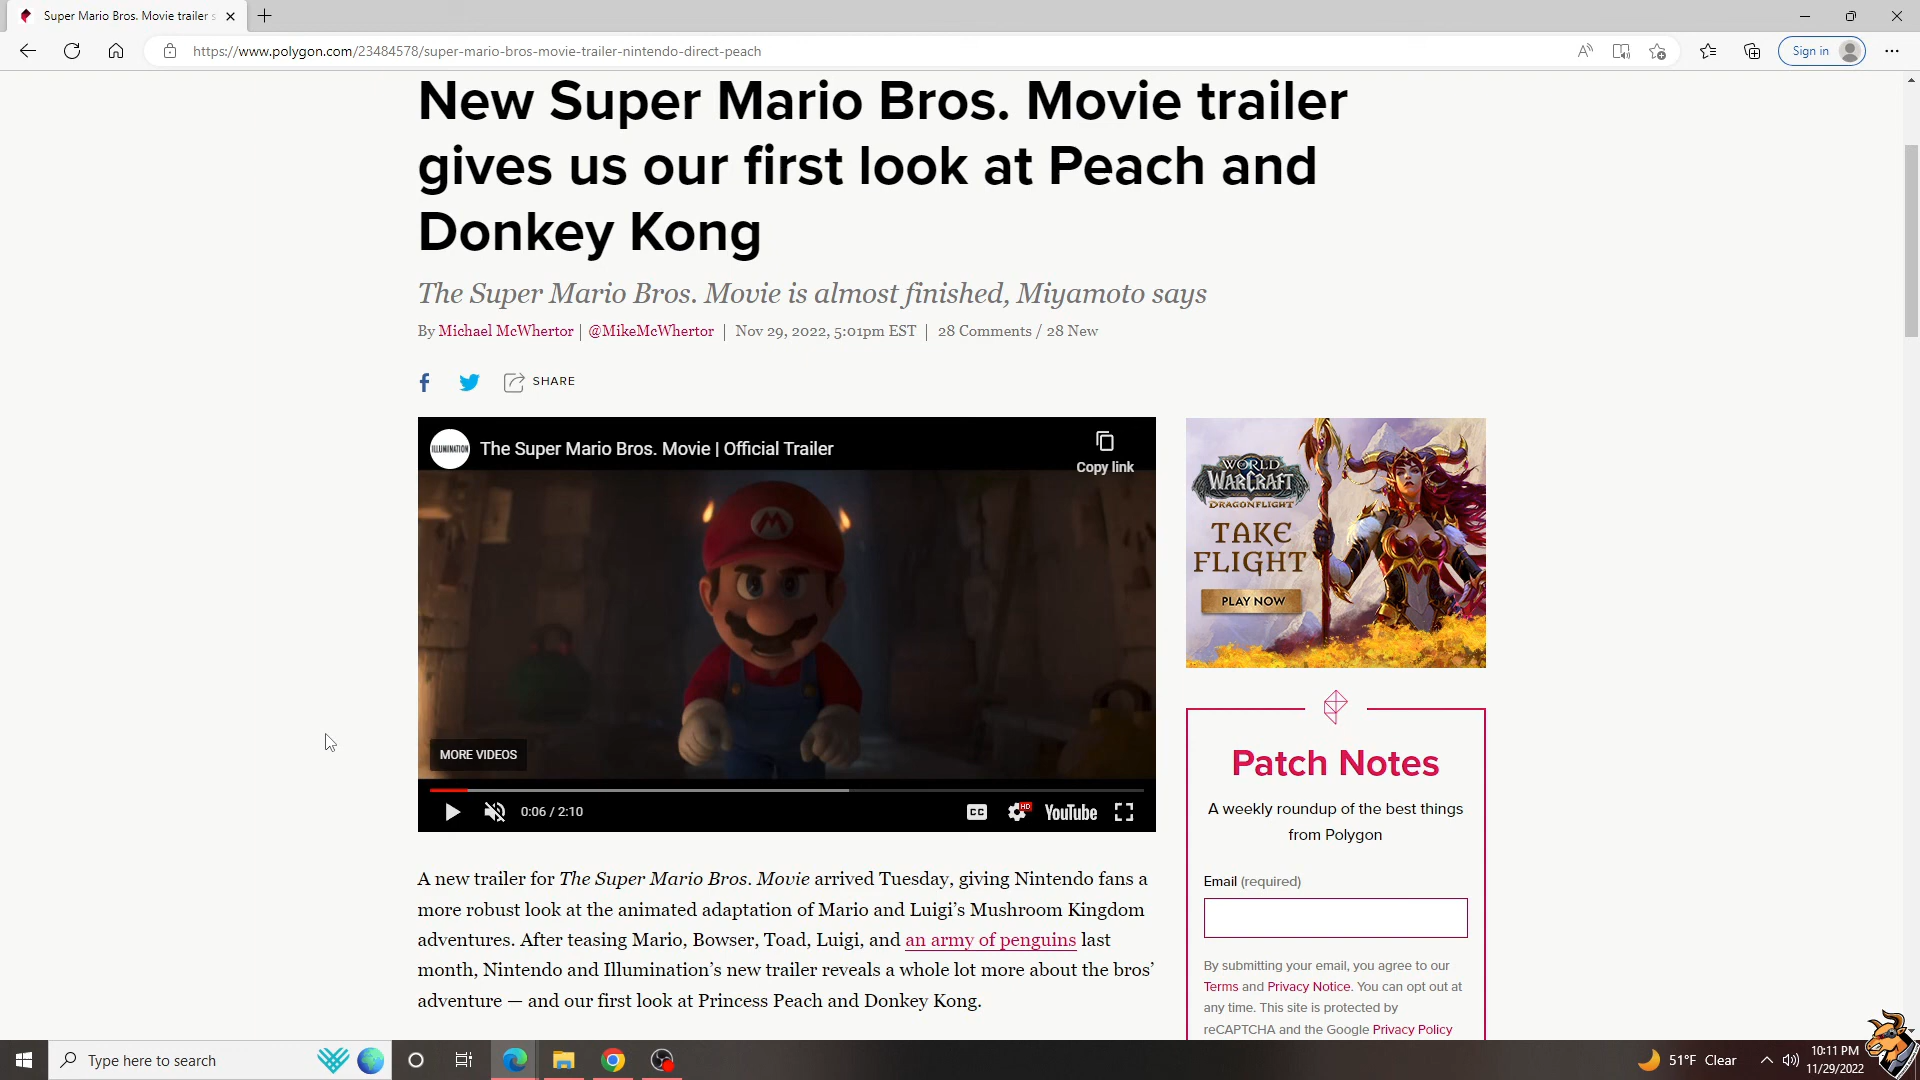 Super Mario Bros. Movie trailer s
https://www.polygon.com/23484578/super-mario-bros-movie-trailer-nintendo-direct-peach
Sign in
New Super Mario Bros. Movie trailer
gives us our first look at Peach and
Donkey Kong
The Super Mario Bros. Movie is almost finished, Miyamoto says
By Michael McWhertor | @MikeMcWhertor | Nov 29, 2022, 5:01pm EST | 28 Comments / 28 New
SHARE
ILLUMINATION
The Super Mario Bros. Movie | Official Trailer
Copy link
M
MORE VIDEOS
0:06 / 2:10
CC
HD
YouTube
WORLD
WARCRAFT
DRAGONFLIGHT
TAKE
FLIGHT
PLAY NOW
Patch Notes
A weekly roundup of the best things
from Polygon
Email (required)
By submitting your email, you agree to our
Terms and Privacy Notice. You can opt out at
any time. This site is protected by
reCAPTCHA and the Google Privacy Policy
A new trailer for The Super Mario Bros. Movie arrived Tuesday, giving Nintendo fans a
more robust look at the animated adaptation of Mario and Luigi’s Mushroom Kingdom
adventures. After teasing Mario, Bowser, Toad, Luigi, and an army of penguins last
month, Nintendo and Illumination’s new trailer reveals a whole lot more about the bros’
adventure — and our first look at Princess Peach and Donkey Kong.
Type here to search
51°F Clear
10:11 PM
11/29/2022